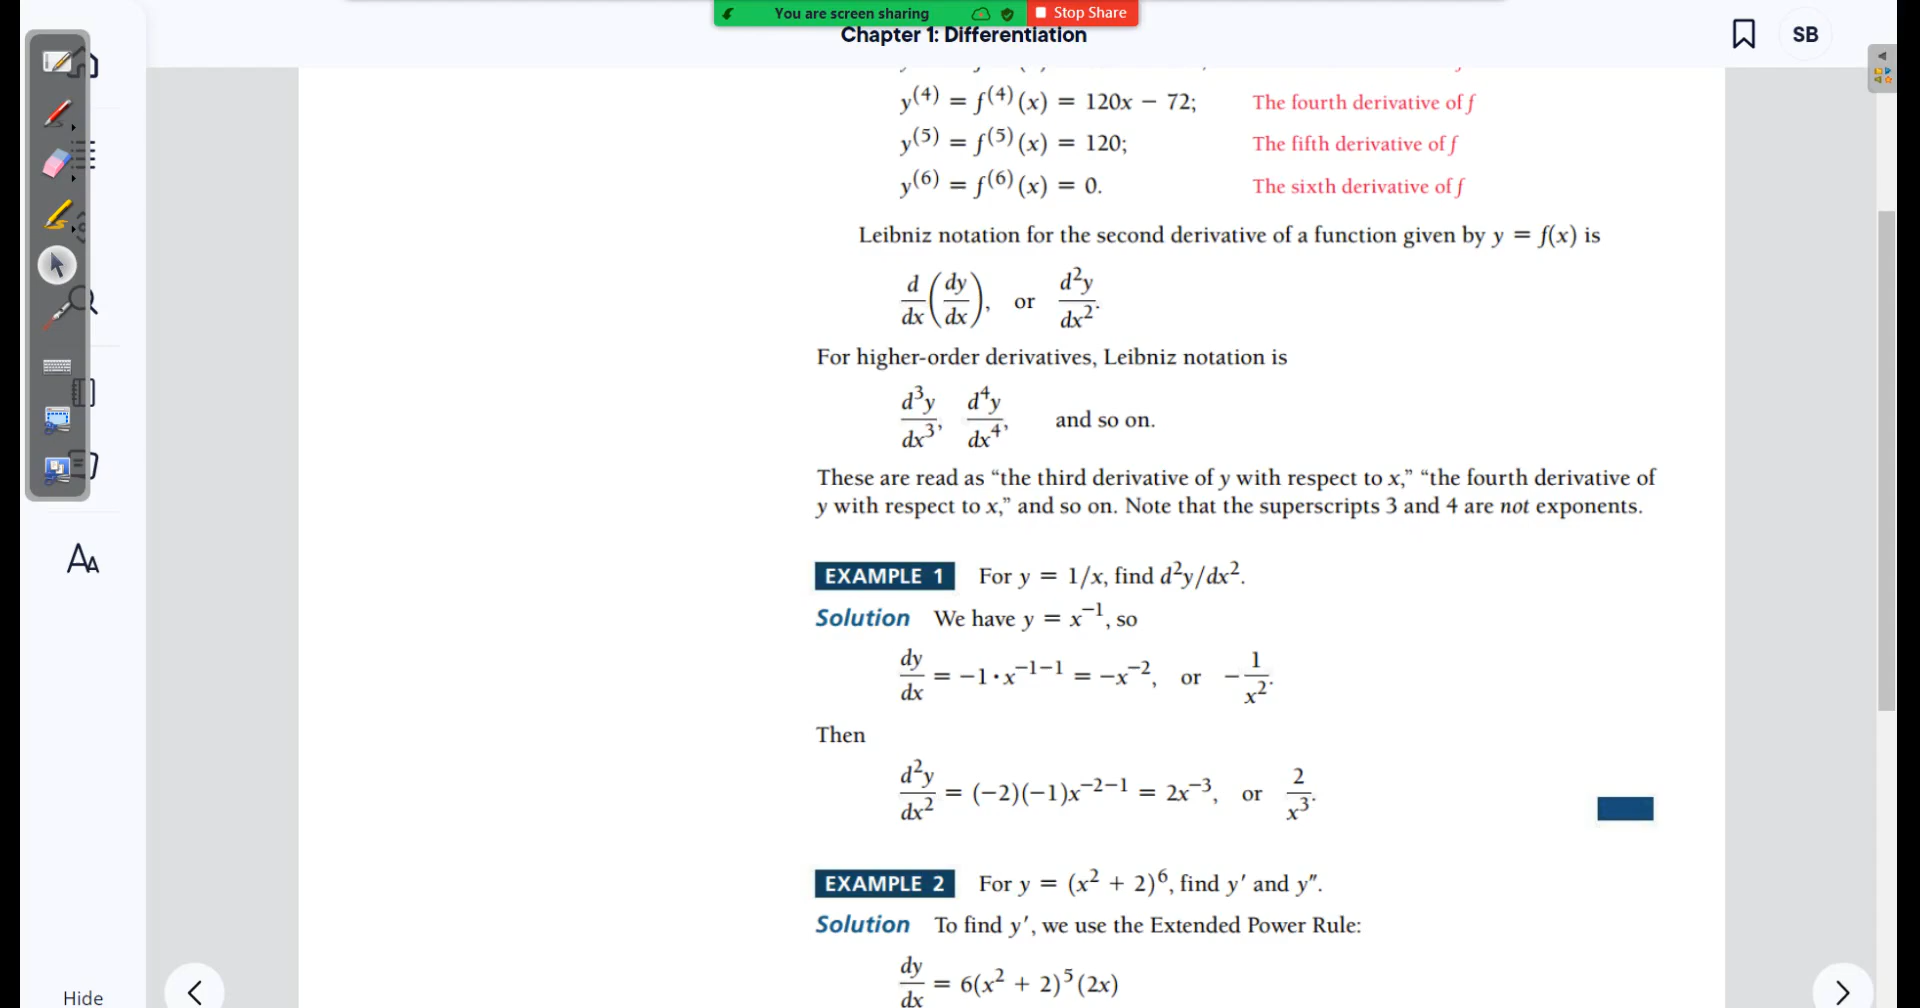 You are screen sharing
Stop Share
Chapter 1: Differentiation
SB
y⁽⁴⁾ = f⁽⁴⁾(x) = 120x − 72; The fourth derivative of f
y⁽⁵⁾ = f⁽⁵⁾(x) = 120; The fifth derivative of f
y⁽⁶⁾ = f⁽⁶⁾(x) = 0. The sixth derivative of f
Leibniz notation for the second derivative of a function given by y = f(x) is
d/dx (dy/dx), or d²y/dx².
For higher-order derivatives, Leibniz notation is
d³y/dx³, d⁴y/dx⁴, and so on.
These are read as “the third derivative of y with respect to x,” “the fourth derivative of
y with respect to x,” and so on. Note that the superscripts 3 and 4 are not exponents.
EXAMPLE 1 For y = 1/x, find d²y/dx².
Solution We have y = x⁻¹, so
dy/dx = −1 · x⁻¹⁻¹ = −x⁻², or −1/x².
Then
d²y/dx² = (−2)(−1)x⁻²⁻¹ = 2x⁻³, or 2/x³.
EXAMPLE 2 For y = (x² + 2)⁶, find y′ and y″.
Solution To find y′, we use the Extended Power Rule:
dy/dx = 6(x² + 2)⁵(2x)
Hide